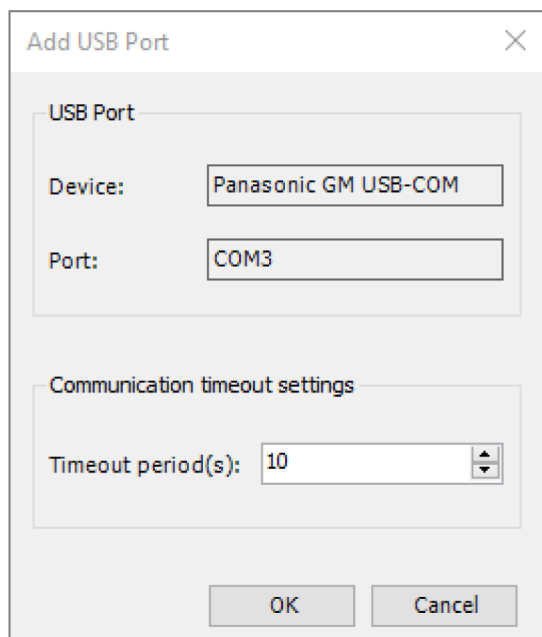 Add USB Port
USB Port
Device: Panasonic GM USB-COM
Port: COM3
Communication timeout settings
Timeout period(s): 10
OK Cancel